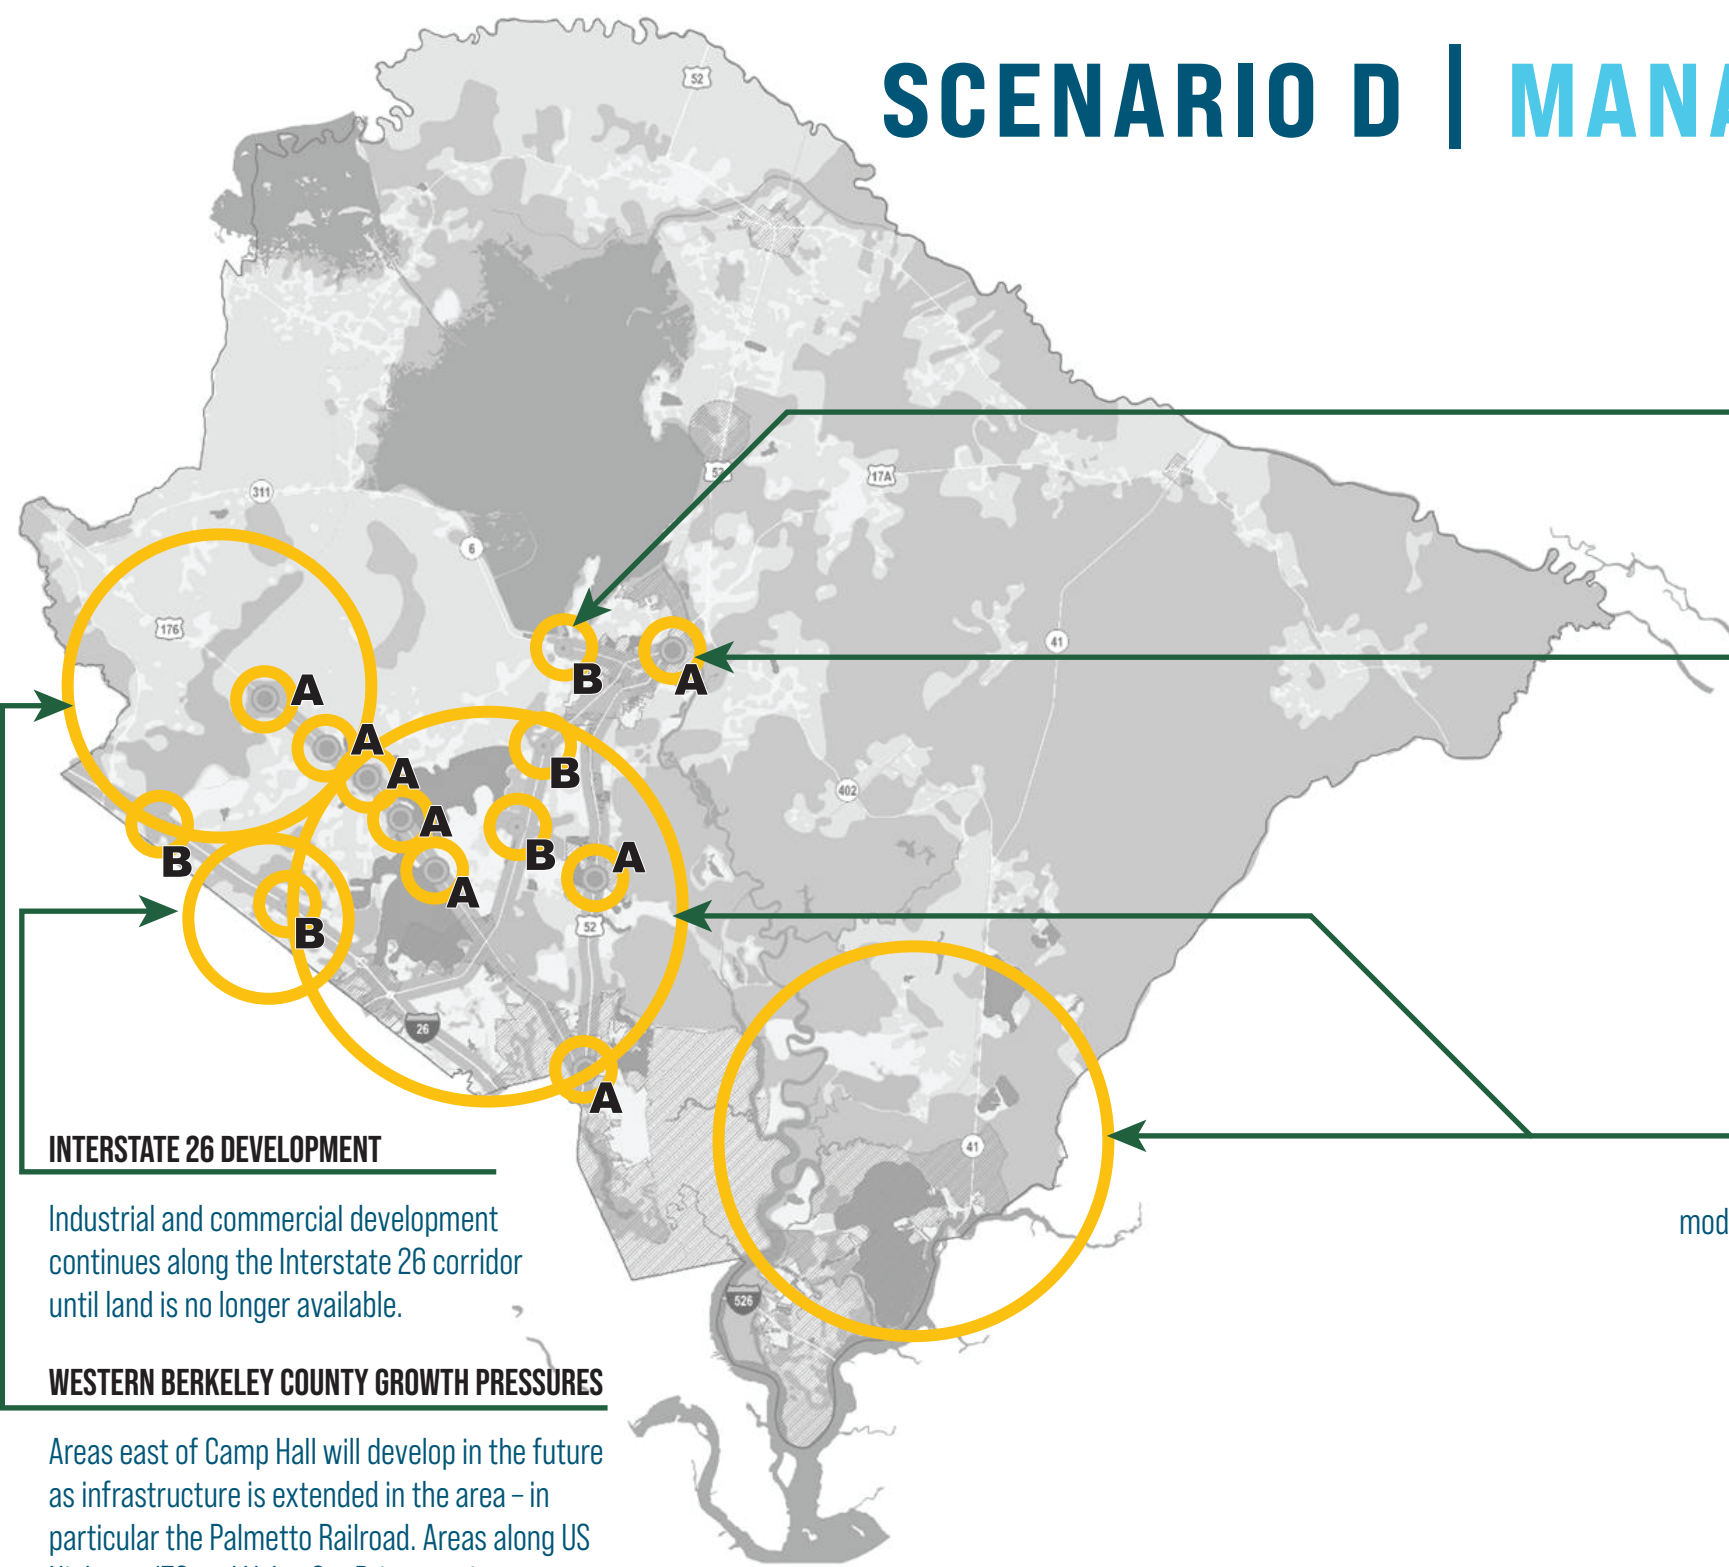 SCENARIO D | MANA
52
52
17A
311
6
176
41
B
A
A
A
A
B
402
A
B
A
A
B
B
52
26
A
41
526
INTERSTATE 26 DEVELOPMENT
Industrial and commercial development
continues along the Interstate 26 corridor
until land is no longer available.
mod
WESTERN BERKELEY COUNTY GROWTH PRESSURES
Areas east of Camp Hall will develop in the future
as infrastructure is extended in the area – in
particular the Palmetto Railroad. Areas along US